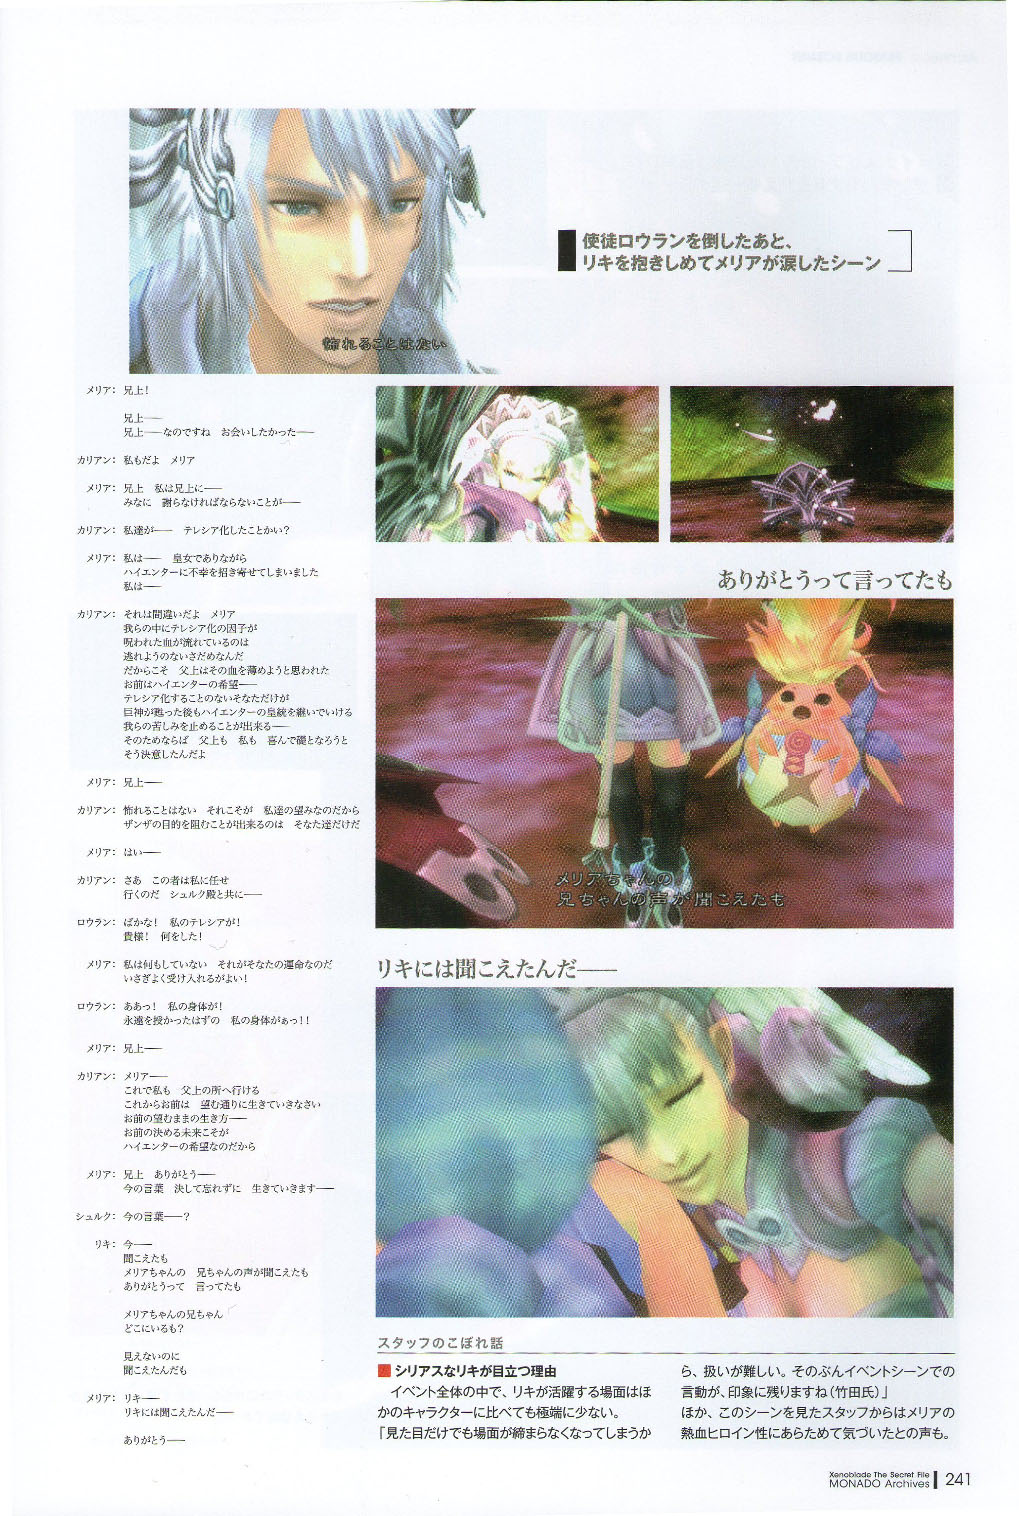 使徒ロウランを倒したあと、
リキを抱きしめてメリアが涙したシーン
怖れることはない
メリア： 兄上！
兄上――
兄上――なのですね　お会いしたかった――
カリアン： 私もだよ　メリア
メリア： 兄上　私は兄上に――
みなに　謝らなければならないことが――
カリアン： 私達が――　テレシア化したことかい？
メリア： 私は――　皇女でありながら
ハイエンターに不幸を招き寄せてしまいました
私は――
カリアン： それは間違いだよ　メリア
我らの中にテレシア化の因子が
呪われた血が流れているのは
逃れようのないさだめなんだ
だからこそ　父上はその血を薄めようと思われた
お前はハイエンターの希望――
テレシア化することのないそなただけが
巨神が甦った後もハイエンターの皇統を継いでいける
我らの苦しみを止めることが出来る――
そのためならば　父上も　私も　喜んで礎となろうと
そう決意したんだよ
メリア： 兄上――
カリアン： 怖れることはない　それこそが　私達の望みなのだから
ザンザの目的を阻むことが出来るのは　そなた達だけだ
メリア： はい――
カリアン： さあ　この者は私に任せ
行くのだ　シュルク殿と共に――
ロウラン： ばかな！　私のテレシアが！
貴様！　何をした！
メリア： 私は何もしていない　それがそなたの運命なのだ
いさぎよく受け入れるがよい！
ロウラン： ああっ！　私の身体が！
永遠を授かったはずの　私の身体がぁっ！！
メリア： 兄上――
カリアン： メリア――
これで私も　父上の所へ行ける
これからお前は　望む通りに生きていきなさい
お前の望むままの生き方――
お前の決める未来こそが
ハイエンターの希望なのだから
メリア： 兄上　ありがとう――
今の言葉　決して忘れずに　生きていきます――
シュルク： 今の言葉――？
リキ： 今――
聞こえたも
メリアちゃんの　兄ちゃんの声が聞こえたも
ありがとうって　言ってたも
メリアちゃんの兄ちゃん
どこにいるも？
見えないのに
聞こえたんだも
メリア： リキ――
リキには聞こえたんだ――
ありがとう――
ありがとうって言ってたも
メリアちゃんの
兄ちゃんの声が聞こえたも
リキには聞こえたんだ――
スタッフのこぼれ話
シリアスなリキが目立つ理由
イベント全体の中で、リキが活躍する場面はほ
かのキャラクターに比べても極端に少ない。
「見た目だけでも場面が締まらなくなってしまうか
ら、扱いが難しい。そのぶんイベントシーンでの
言動が、印象に残りますね（竹田氏）」
ほか、このシーンを見たスタッフからはメリアの
熱血ヒロイン性にあらためて気づいたとの声も。
Xenoblade The Secret File
MONADO Archives 241